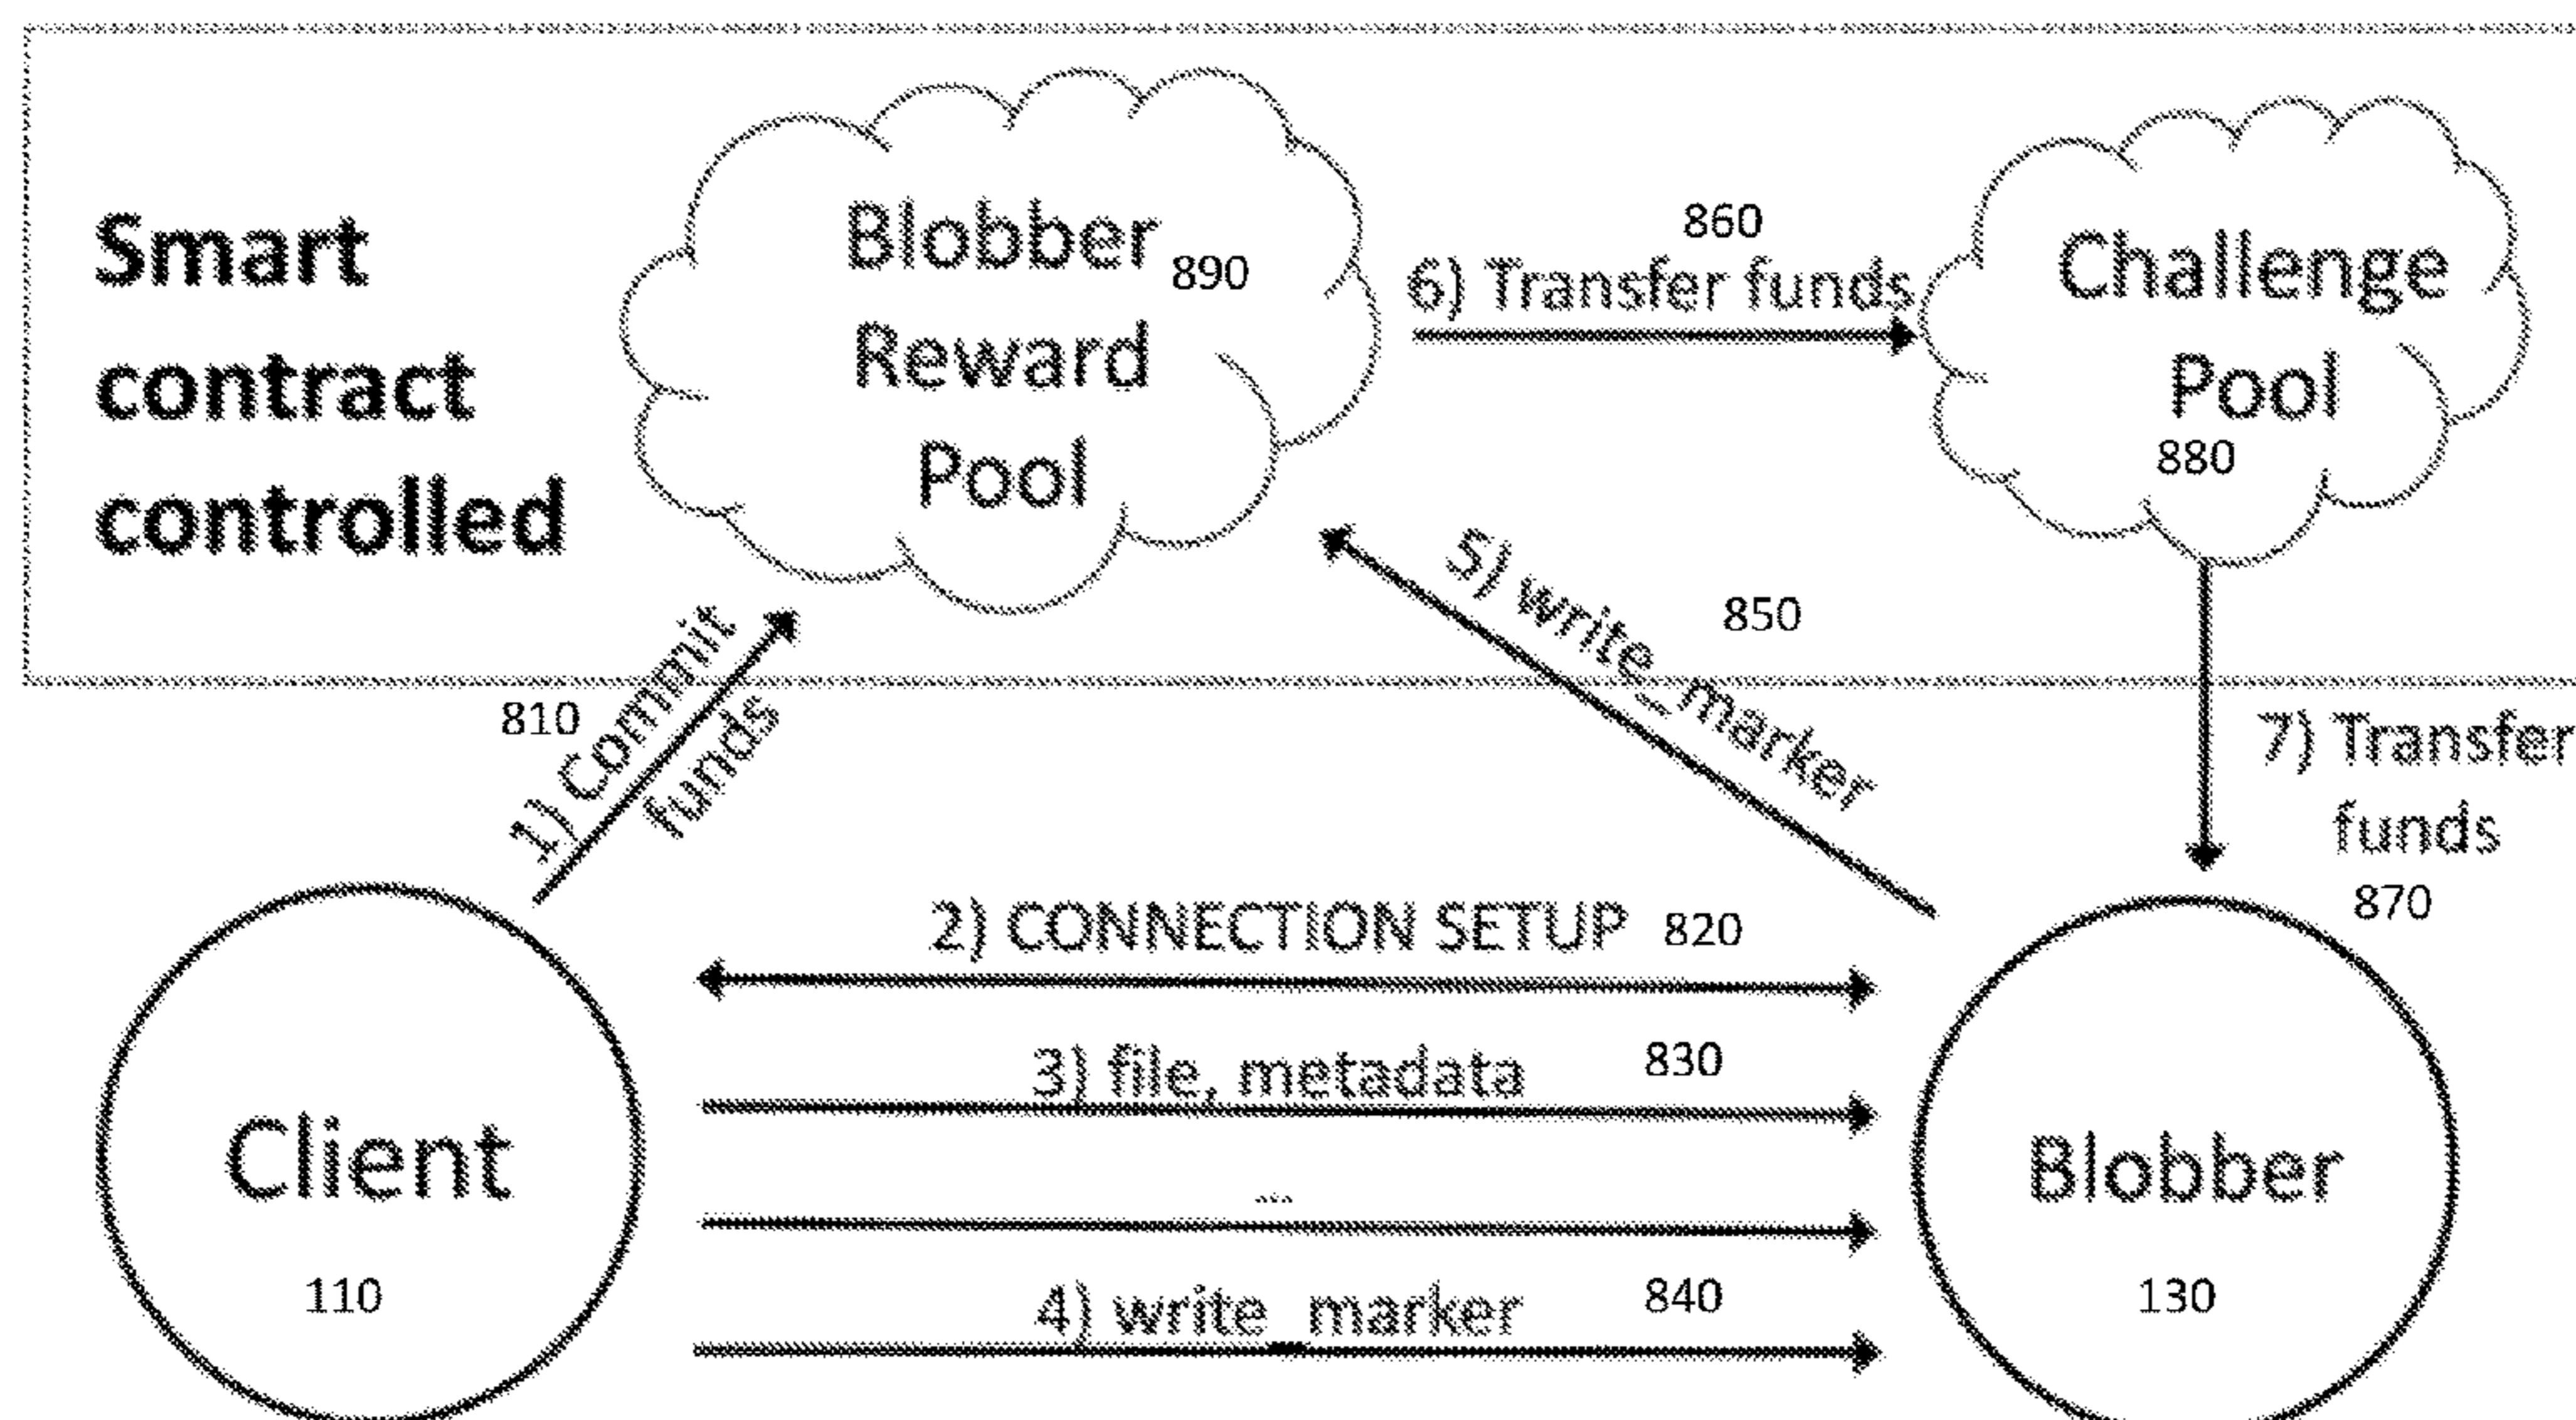 Smart
contract
controlled
Blobber
890
Reward
Pool
860
6) Transfer funds
Challenge
Pool
880
810
1) Commit
funds
5) write_marker
850
7) Transfer
funds
870
2) CONNECTION SETUP 820
3) file, metadata 830
...
4) write_marker 840
Client
110
Blobber
130